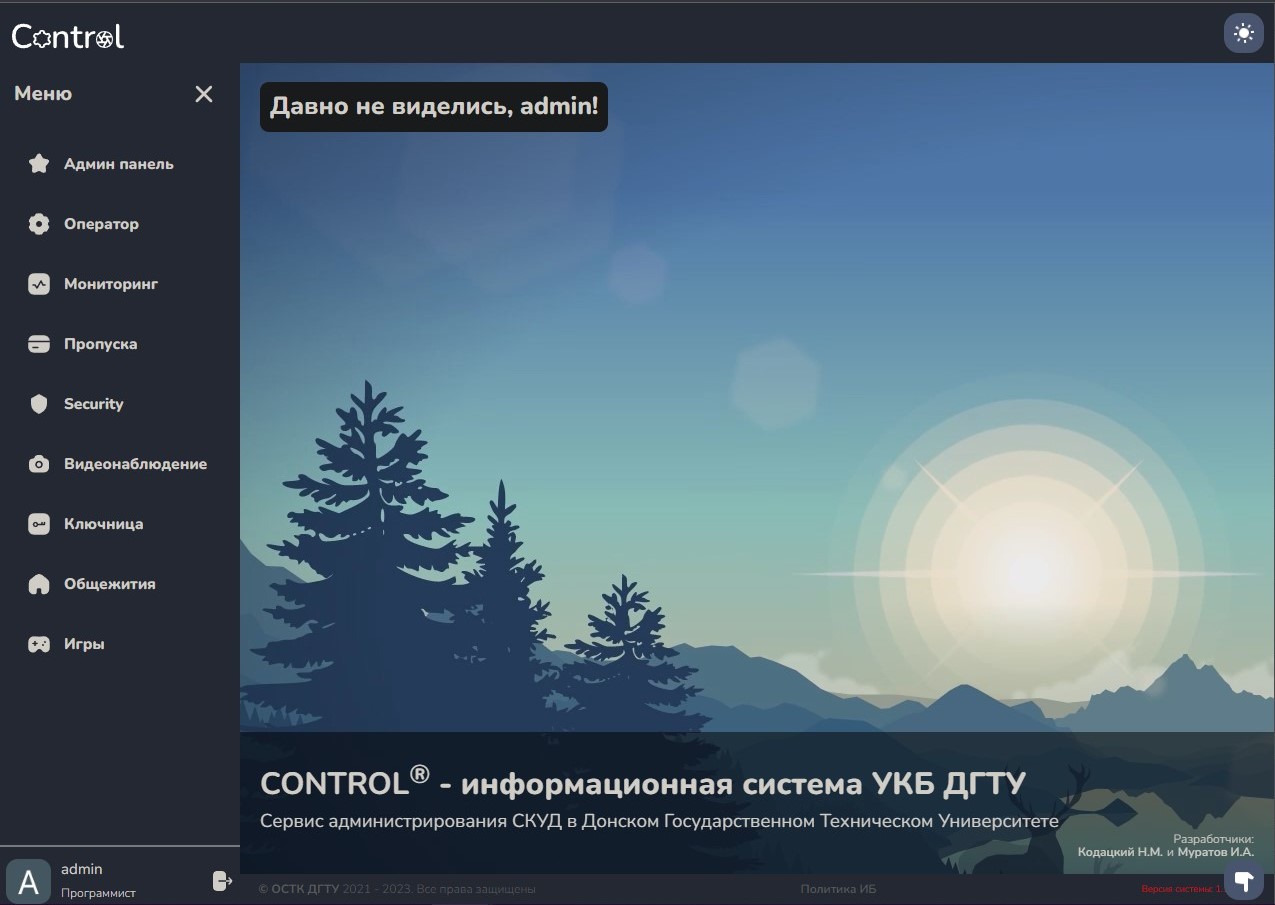 Control
Меню
Админ панель
Оператор
Мониторинг
Пропуска
Security
Видеонаблюдение
Ключница
Общежития
Игры
A
admin
Программист
Давно не виделись, admin!
CONTROL® - информационная система УКБ ДГТУ
Сервис администрирования СКУД в Донском Государственном Техническом Университете
Разработчики:
Кодацкий Н.М. и Муратов И.А.
© ОСТК ДГТУ 2021 - 2023. Все права защищены
Политика ИБ
Версия системы: 1.